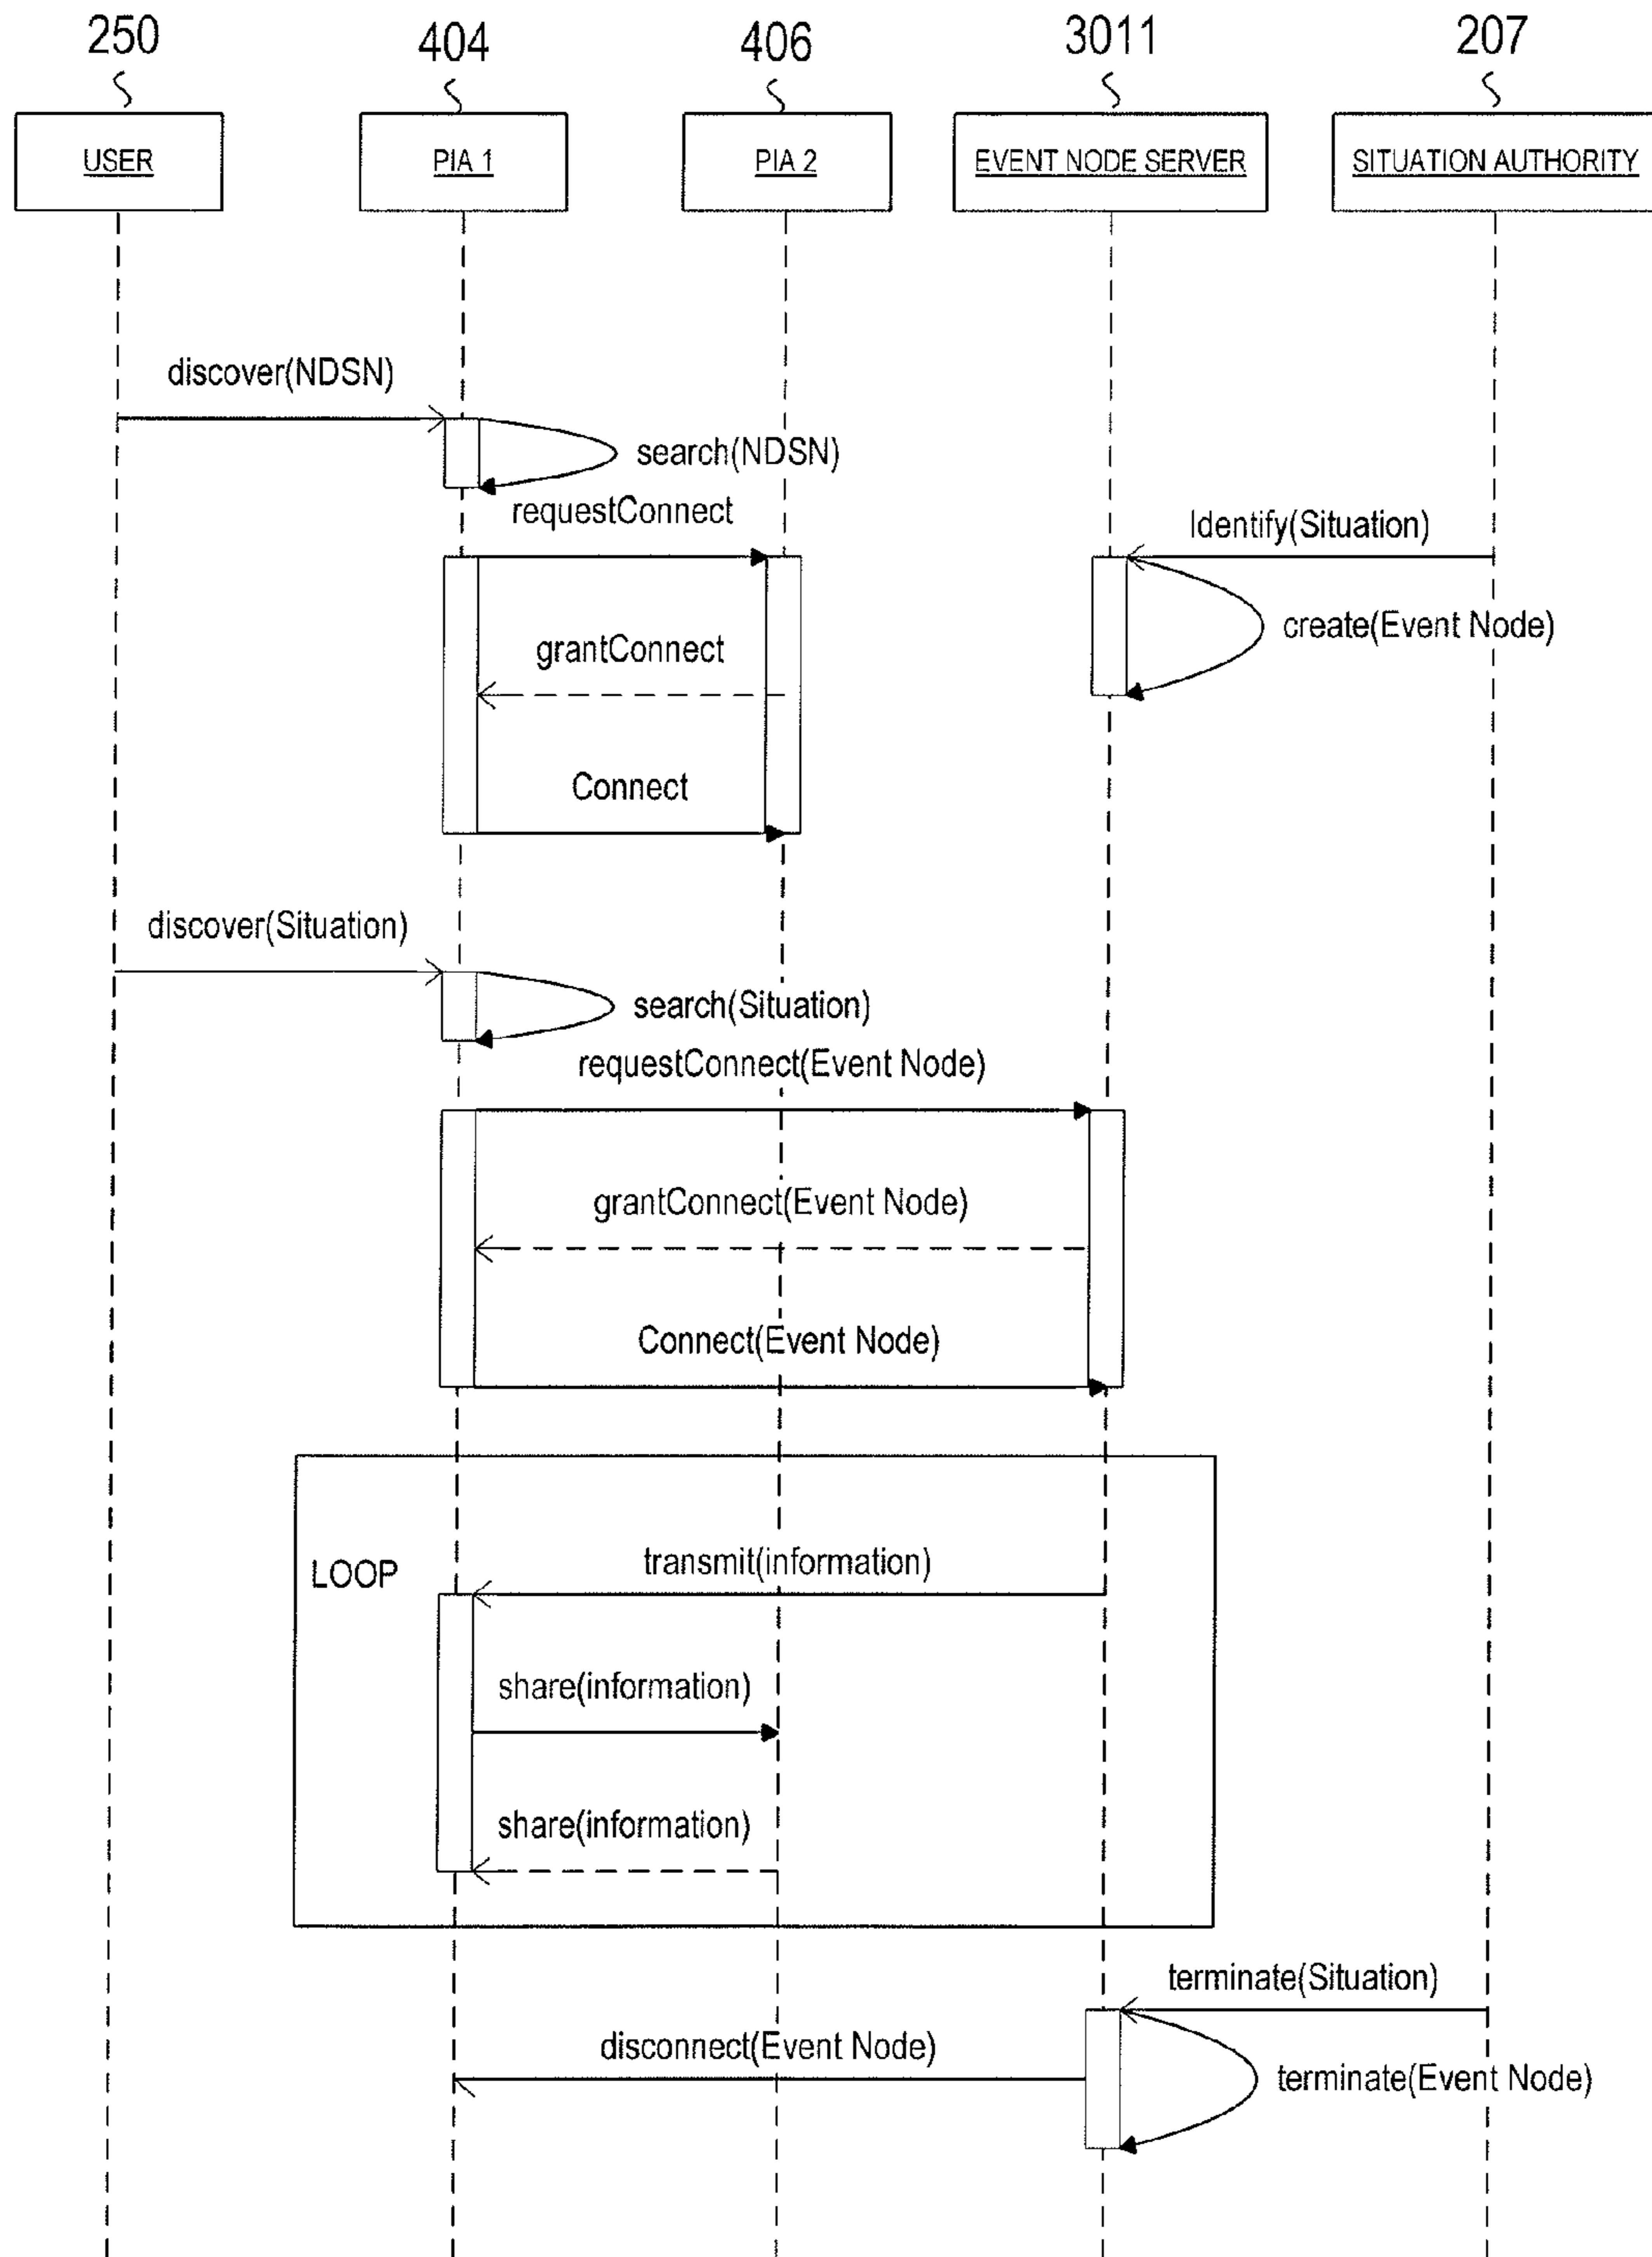 250 404 406 3011 207
USER PIA 1 PIA 2 EVENT NODE SERVER SITUATION AUTHORITY
discover(NDSN)
search(NDSN)
requestConnect
Identify(Situation)
create(Event Node)
grantConnect
Connect
discover(Situation)
search(Situation)
requestConnect(Event Node)
grantConnect(Event Node)
Connect(Event Node)
LOOP
transmit(information)
share(information)
share(information)
terminate(Situation)
disconnect(Event Node)
terminate(Event Node)